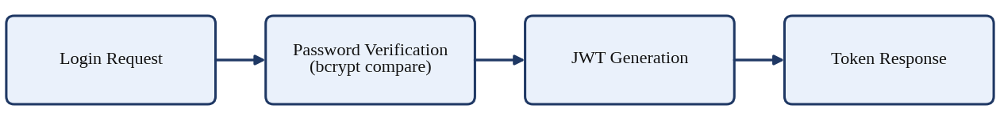 Login Request
Password Verification
(bcrypt compare)
JWT Generation
Token Response